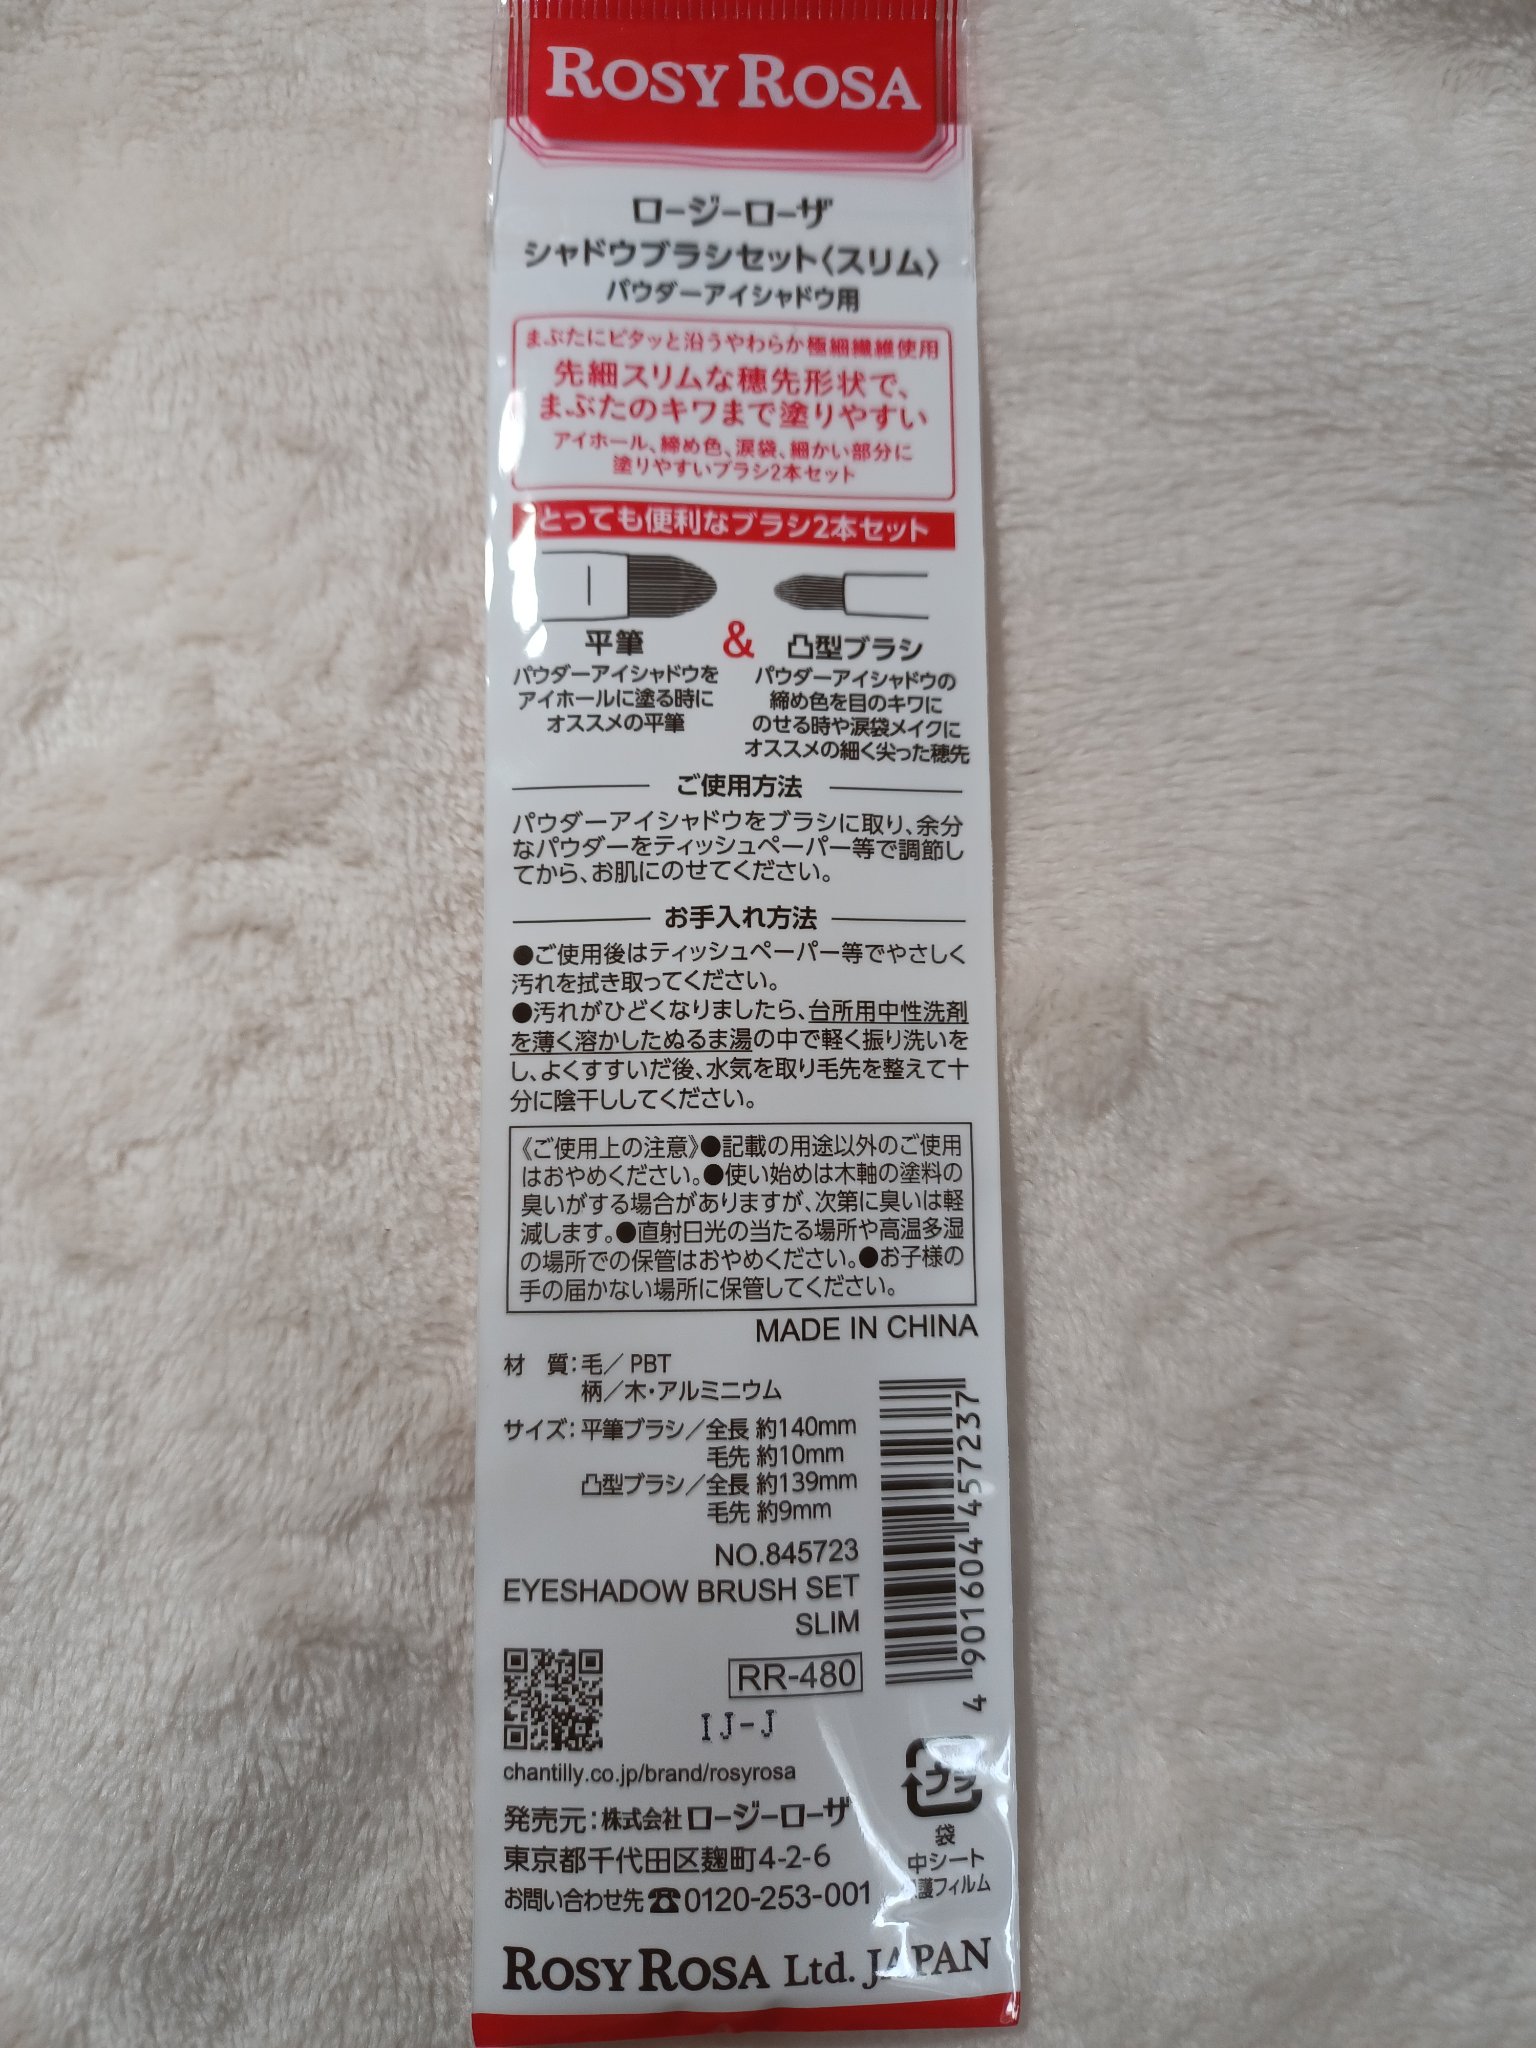 ROSY ROSA
ロージーローザ
シャドウブラシセット〈スリム〉
パウダーアイシャドウ用
まぶたにピタッと沿うやわらか極細繊維使用
先細スリムな穂先形状で、
まぶたのキワまで塗りやすい
アイホール、締め色、涙袋、細かい部分に
塗りやすいブラシ2本セット
とっても便利なブラシ2本セット
平筆
パウダーアイシャドウを
アイホールに塗る時に
オススメの平筆
&
凸型ブラシ
パウダーアイシャドウの
締め色を目のキワに
のせる時や涙袋メイクに
オススメの細く尖った穂先
ご使用方法
パウダーアイシャドウをブラシに取り、余分
なパウダーをティッシュペーパー等で調節し
てから、お肌にのせてください。
お手入れ方法
●ご使用後はティッシュペーパー等でやさしく
汚れを拭き取ってください。
●汚れがひどくなりましたら、台所用中性洗剤
を薄く溶かしたぬるま湯の中で軽く振り洗いを
し、よくすすいだ後、水気を取り毛先を整えて十
分に陰干ししてください。
《ご使用上の注意》●記載の用途以外のご使用
はおやめください。●使い始めは木軸の塗料の
臭いがする場合がありますが、次第に臭いは軽
減します。●直射日光の当たる場所や高温多湿
の場所での保管はおやめください。●お子様の
手の届かない場所に保管してください。
MADE IN CHINA
材 質:毛／PBT
柄／木・アルミニウム
サイズ:平筆ブラシ／全長 約140mm
毛先 約10mm
凸型ブラシ／全長 約139mm
毛先 約9mm
NO.845723
EYESHADOW BRUSH SET
SLIM
RR-480
IJ-J
4 901604 457237
chantilly.co.jp/brand/rosyrosa
発売元:株式会社ロージーローザ
東京都千代田区麹町4-2-6
お問い合わせ先☎0120-253-001
プラ
袋
中シート
護フィルム
ROSY ROSA Ltd. JAPAN